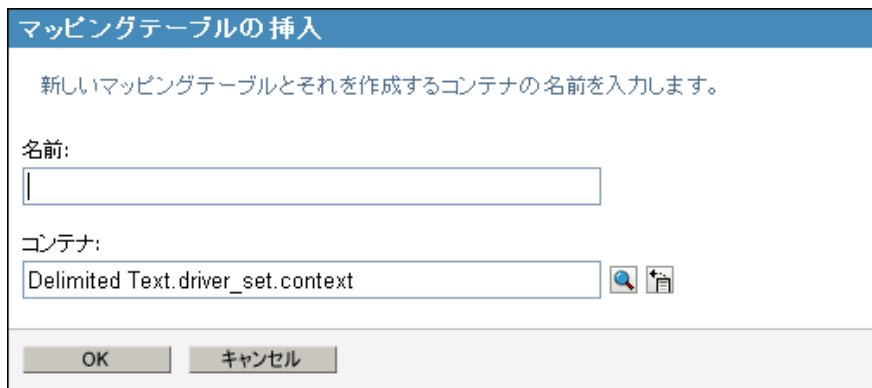 マッピングテーブルの挿入
新しいマッピングテーブルとそれを作成するコンテナの名前を入力します。
名前:
コンテナ:
Delimited Text.driver_set.context
OK キャンセル